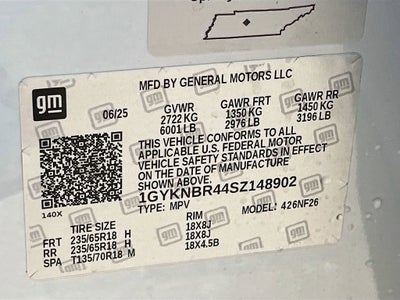 gm
MFD BY GENERAL MOTORS LLC
06/25
GVWR GAWR FRT GAWR RR
2722 KG 1350 KG 1450 KG
6001 LB 2976 LB 3196 LB
THIS VEHICLE CONFORMS TO ALL
APPLICABLE U.S. FEDERAL MOTOR
VEHICLE SAFETY STANDARDS IN EFFECT
ON THE DATE OF MANUFACTURE
SHOWN ABOVE
1GYKNBR44SZ148902
TYPE: MPV MODEL: 426NF26
140X
TIRE SIZE RIM
FRT 235/65R18 H 18X8J
RR 235/65R18 H 18X8J
SPA T135/70R18 M 18X4.5B